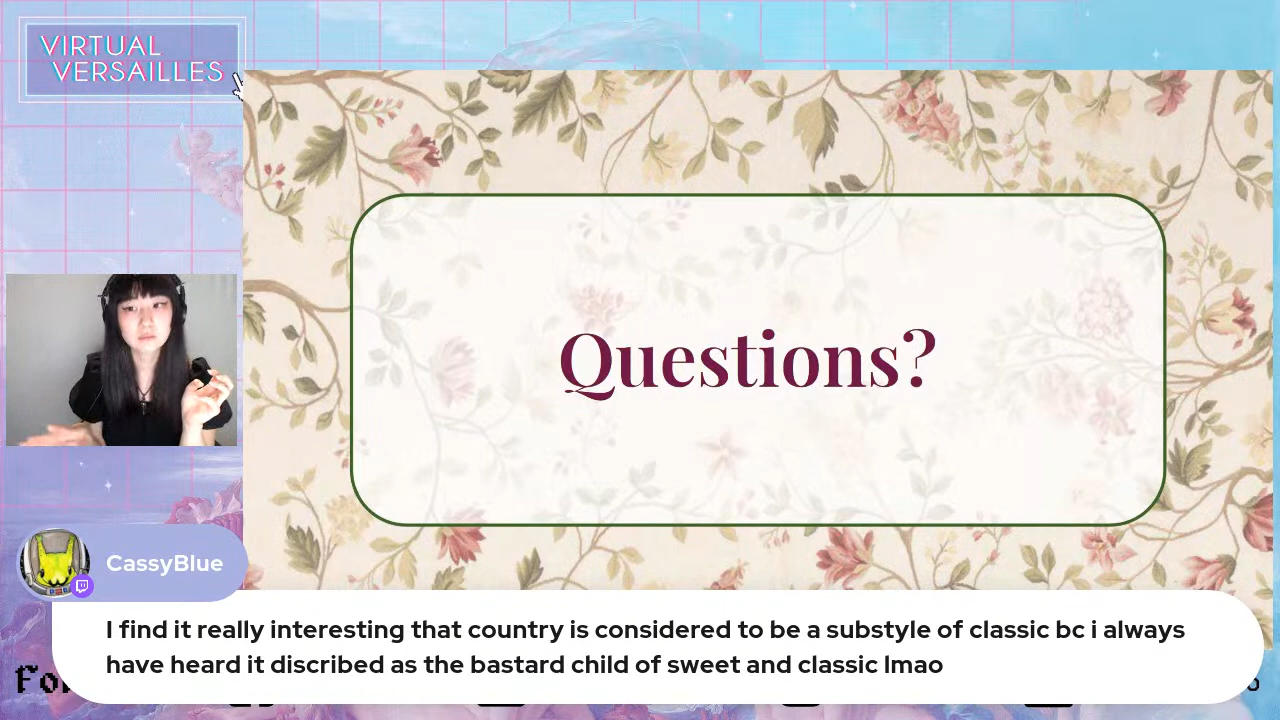 VIRTUAL
VERSAILLES
Questions?
CassyBlue
I find it really interesting that country is considered to be a substyle of classic bc i always
have heard it discribed as the bastard child of sweet and classic lmao